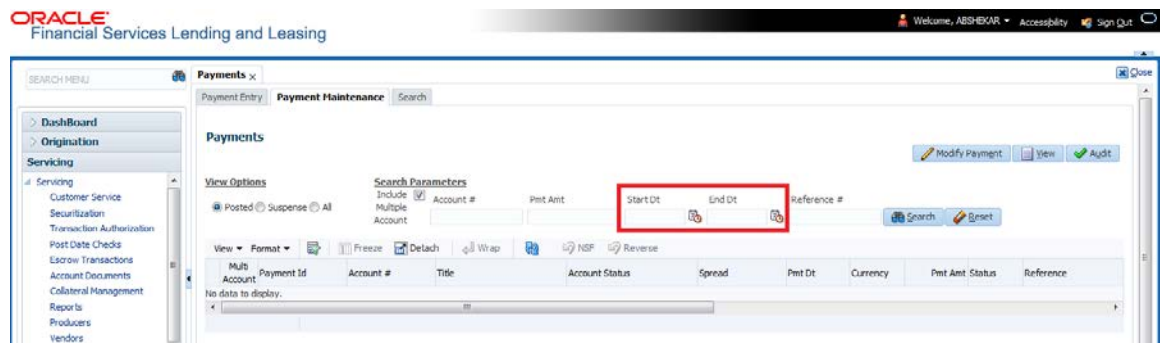 ORACLE
Financial Services Lending and Leasing
Welcome, ABSHEKAR Accessibility Sign Out
SEARCH MENU
Payments x
Close
Payment Entry Payment Maintenance Search
DashBoard
Origination
Servicing
Servicing
Customer Service
Securitization
Transaction Authorization
Post Date Checks
Escrow Transactions
Account Documents
Collateral Management
Reports
Producers
Vendors
Payments
Modify Payment View Audit
View Options
Posted Suspense All
Search Parameters
Include Multiple Account
Account #
Pmt Amt
Start Dt
End Dt
Reference #
Search Reset
View Format Freeze Detach Wrap NSF Reverse
Multi Account Payment Id Account # Title Account Status Spread Pmt Dt Currency Pmt Amt Status Reference
No data to display.